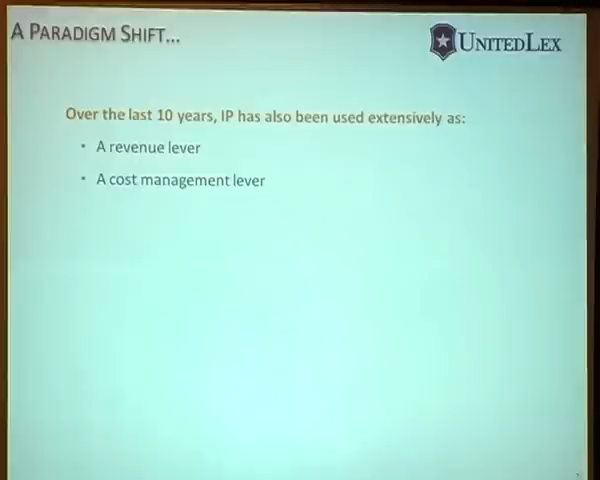 A PARADIGM SHIFT...
UNITEDLEX
Over the last 10 years, IP has also been used extensively as:
• A revenue lever
• A cost management lever